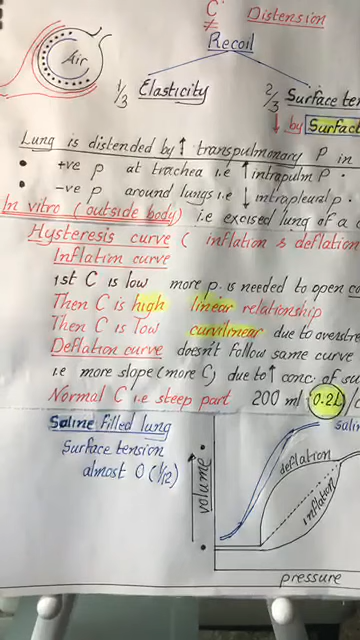 C
≠ Distension
Recoil
Air
1/3 Elasticity 2/3 Surface ten
↓ by Surfac
Lung is distended by ↑ transpulmonary P in
• +ve p at trachea i.e ↑ intrapulm P.
• -ve p around lungs i.e ↓ intrapleural p.
In vitro (outside body) i.e excised lung of a
Hysteresis curve ( inflation & deflation
Inflation curve
1st C is low more p. is needed to open
Then C is high linear relationship
Then C is low curvilinear due to overstre
Deflation curve doesn't follow same curve
i.e more slope (more C) due to ↑ conc. of su
Normal C i.e steep part 200 ml 0.2L/
Saline filled lung
Surface tension
almost 0 (1/12)
salin
deflation
inflation
volume
pressure